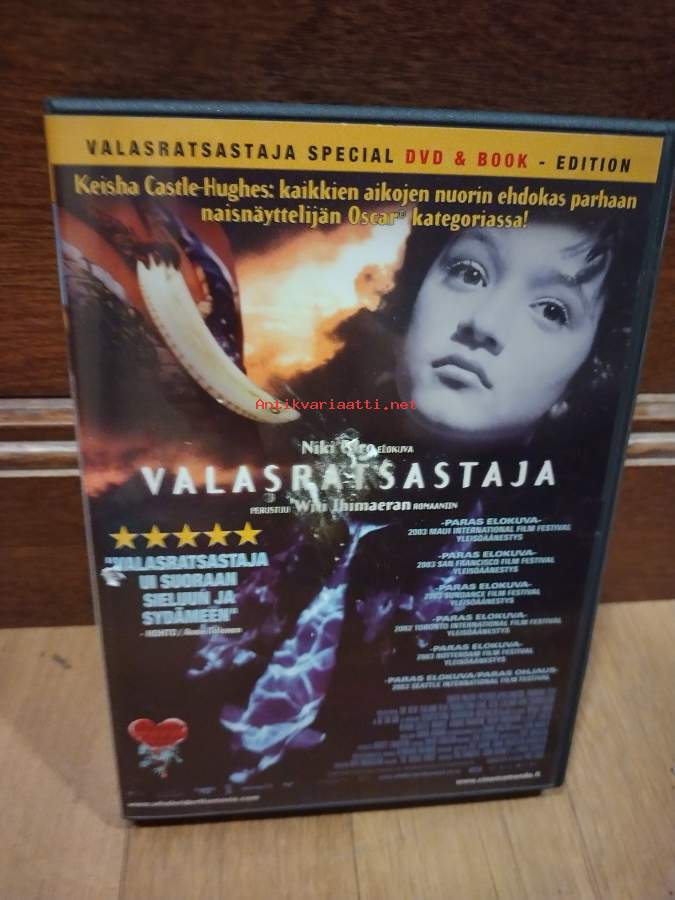 VALASRATSASTAJA SPECIAL DVD & BOOK - EDITION
Keisha Castle-Hughes: kaikkien aikojen nuorin ehdokas parhaan
naisnäyttelijän Oscar® kategoriassa!
Antikvariaatti.net
Niki ELOKUVA
VALASRATSASTAJA
PERUSTUU Witi Ihimaeran ROMAANIIN
"VALASRATSASTAJA
UI SUORAAN
SIELUUN JA
SYDÄMEEN"
-PARAS ELOKUVA-
2003 MAUI INTERNATIONAL FILM FESTIVAL
YLEISÖÄÄNESTYS
-PARAS ELOKUVA-
2003 SAN FRANCISCO FILM FESTIVAL
YLEISÖÄÄNESTYS
-PARAS ELOKUVA-
2003 SUNDANCE FILM FESTIVAL
YLEISÖÄÄNESTYS
-PARAS ELOKUVA-
2002 TORONTO INTERNATIONAL FILM FESTIVAL
YLEISÖÄÄNESTYS
-PARAS ELOKUVA-
2003 ROTTERDAM FILM FESTIVAL
YLEISÖÄÄNESTYS
-PARAS ELOKUVA/PARAS OHJAUS-
2003 SEATTLE INTERNATIONAL FILM FESTIVAL